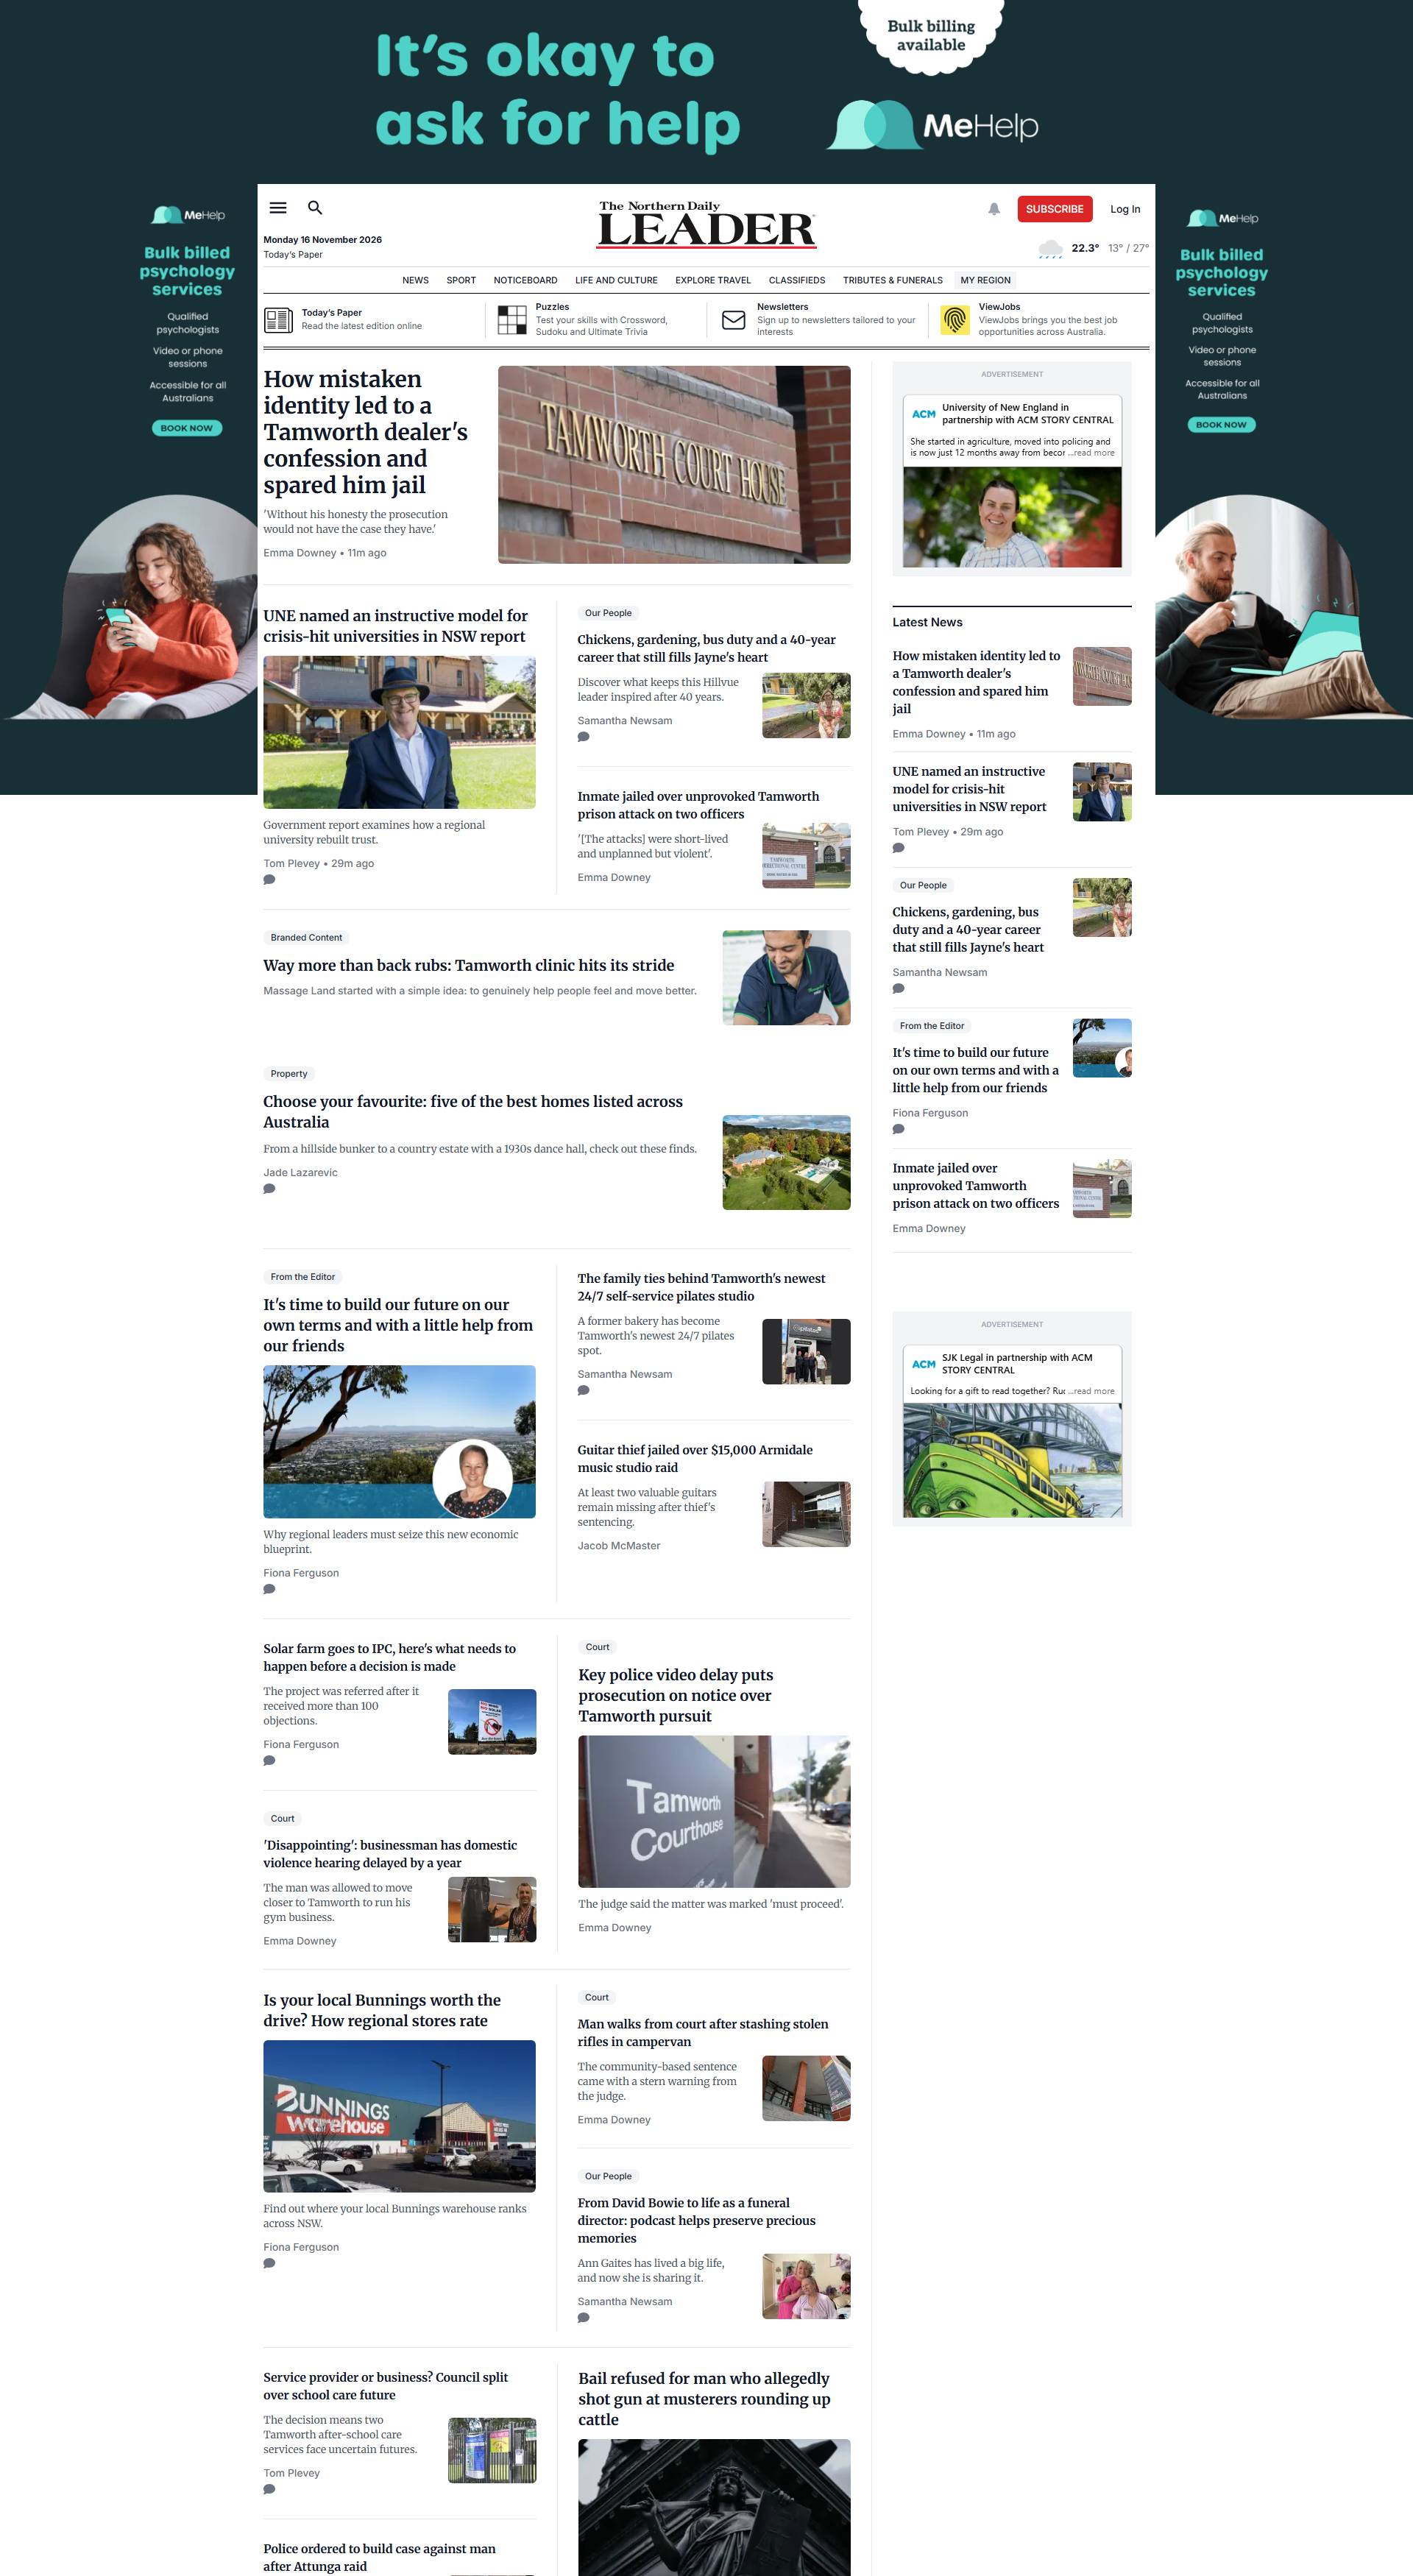 It's okay to
ask for help
Bulk billing
available
MeHelp
MeHelp
Bulk billed
psychology
services
Qualified
psychologists
Video or phone
sessions
Accessible for all
Australians
BOOK NOW
The Northern Daily
LEADER
SUBSCRIBE
Log In
Monday 16 November 2026
Today's Paper
22.3° 13° / 27°
NEWS SPORT NOTICEBOARD LIFE AND CULTURE EXPLORE TRAVEL CLASSIFIEDS TRIBUTES & FUNERALS MY REGION
Today's Paper
Read the latest edition online
Puzzles
Test your skills with Crossword,
Sudoku and Ultimate Trivia
Newsletters
Sign up to newsletters tailored to your
interests
ViewJobs
ViewJobs brings you the best job
opportunities across Australia.
How mistaken
identity led to a
Tamworth dealer's
confession and
spared him jail
'Without his honesty the prosecution
would not have the case they have.'
Emma Downey • 11m ago
TAMWORTH COURT HOUSE
UNE named an instructive model for
crisis-hit universities in NSW report
Government report examines how a regional
university rebuilt trust.
Tom Plevey • 29m ago
Our People
Chickens, gardening, bus duty and a 40-year
career that still fills Jayne's heart
Discover what keeps this Hillvue
leader inspired after 40 years.
Samantha Newsam
Inmate jailed over unprovoked Tamworth
prison attack on two officers
'[The attacks] were short-lived
and unplanned but violent'.
Emma Downey
Branded Content
Way more than back rubs: Tamworth clinic hits its stride
Massage Land started with a simple idea: to genuinely help people feel and move better.
Property
Choose your favourite: five of the best homes listed across
Australia
From a hillside bunker to a country estate with a 1930s dance hall, check out these finds.
Jade Lazarevic
From the Editor
It's time to build our future on our
own terms and with a little help from
our friends
Why regional leaders must seize this new economic
blueprint.
Fiona Ferguson
The family ties behind Tamworth's newest
24/7 self-service pilates studio
A former bakery has become
Tamworth's newest 24/7 pilates
spot.
Samantha Newsam
Guitar thief jailed over $15,000 Armidale
music studio raid
At least two valuable guitars
remain missing after thief's
sentencing.
Jacob McMaster
Solar farm goes to IPC, here's what needs to
happen before a decision is made
The project was referred after it
received more than 100
objections.
Fiona Ferguson
Court
'Disappointing': businessman has domestic
violence hearing delayed by a year
The man was allowed to move
closer to Tamworth to run his
gym business.
Emma Downey
Court
Key police video delay puts
prosecution on notice over
Tamworth pursuit
Tamworth
Courthouse
The judge said the matter was marked 'must proceed'.
Emma Downey
Is your local Bunnings worth the
drive? How regional stores rate
BUNNINGS
warehouse
Find out where your local Bunnings warehouse ranks
across NSW.
Fiona Ferguson
Court
Man walks from court after stashing stolen
rifles in campervan
The community-based sentence
came with a stern warning from
the judge.
Emma Downey
Our People
From David Bowie to life as a funeral
director: podcast helps preserve precious
memories
Ann Gaites has lived a big life,
and now she is sharing it.
Samantha Newsam
Service provider or business? Council split
over school care future
The decision means two
Tamworth after-school care
services face uncertain futures.
Tom Plevey
Police ordered to build case against man
after Attunga raid
Bail refused for man who allegedly
shot gun at musterers rounding up
cattle
ADVERTISEMENT
ACM
University of New England in
partnership with ACM STORY CENTRAL
She started in agriculture, moved into policing and
is now just 12 months away from becor ...read more
Latest News
How mistaken identity led to
a Tamworth dealer's
confession and spared him
jail
Emma Downey • 11m ago
UNE named an instructive
model for crisis-hit
universities in NSW report
Tom Plevey • 29m ago
Our People
Chickens, gardening, bus
duty and a 40-year career
that still fills Jayne's heart
Samantha Newsam
From the Editor
It's time to build our future
on our own terms and with a
little help from our friends
Fiona Ferguson
Inmate jailed over
unprovoked Tamworth
prison attack on two officers
Emma Downey
ADVERTISEMENT
ACM
SJK Legal in partnership with ACM
STORY CENTRAL
Looking for a gift to read together? Ru ...read more
MeHelp
Bulk billed
psychology
services
Qualified
psychologists
Video or phone
sessions
Accessible for all
Australians
BOOK NOW